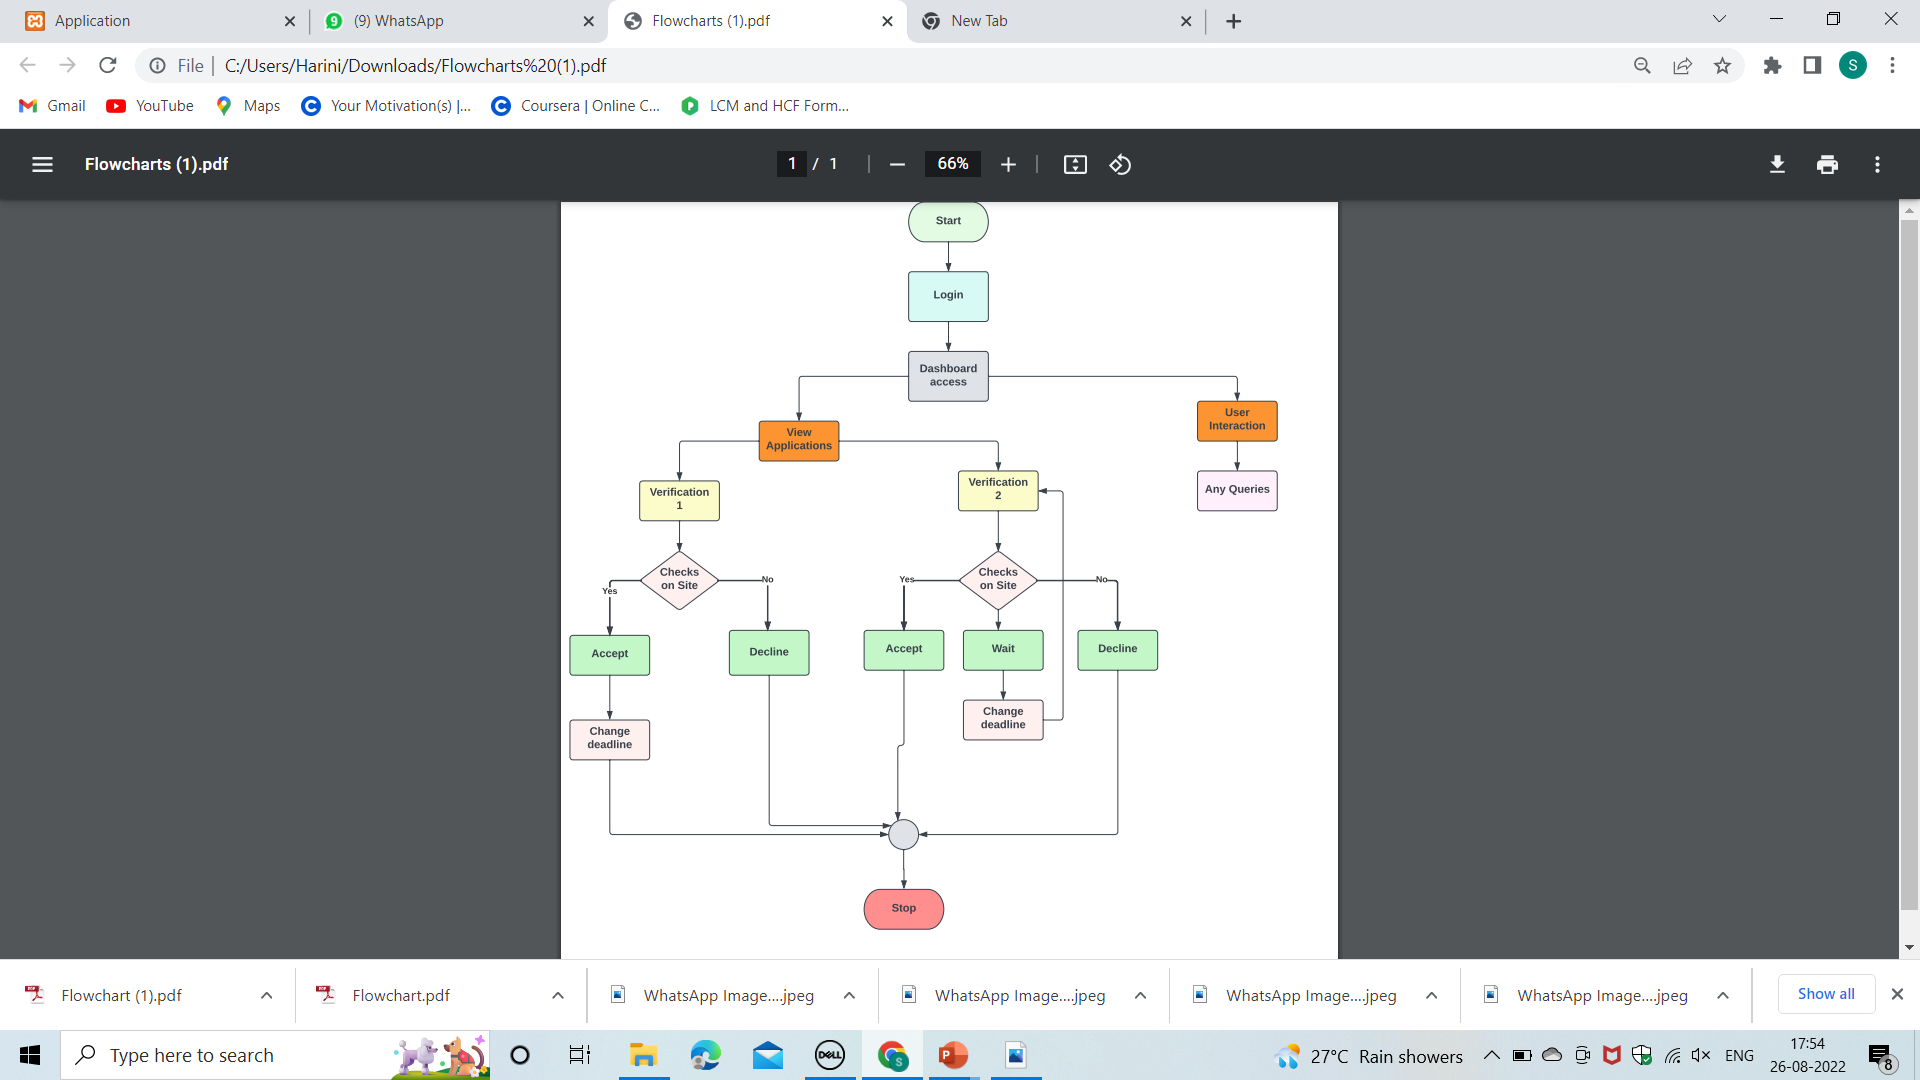 Application
9
(9) WhatsApp
Flowcharts (1).pdf
New Tab
File
C:/Users/Harini/Downloads/Flowcharts%20(1).pdf
S
Gmail
YouTube
Maps
Your Motivation(s) |...
Coursera | Online C...
LCM and HCF Form...
Flowcharts (1).pdf
1 / 1
66%
Start
Login
Dashboard
access
User
Interaction
View
Applications
Verification
1
Verification
2
Any Queries
Checks
on Site
Yes
No
Checks
on Site
Yes
No
Accept
Decline
Accept
Wait
Decline
Change
deadline
Change
deadline
Stop
Flowchart (1).pdf
Flowchart.pdf
WhatsApp Image....jpeg
WhatsApp Image....jpeg
WhatsApp Image....jpeg
WhatsApp Image....jpeg
Show all
Type here to search
DELL
S
P
27°C Rain showers
ENG
17:54
26-08-2022
8